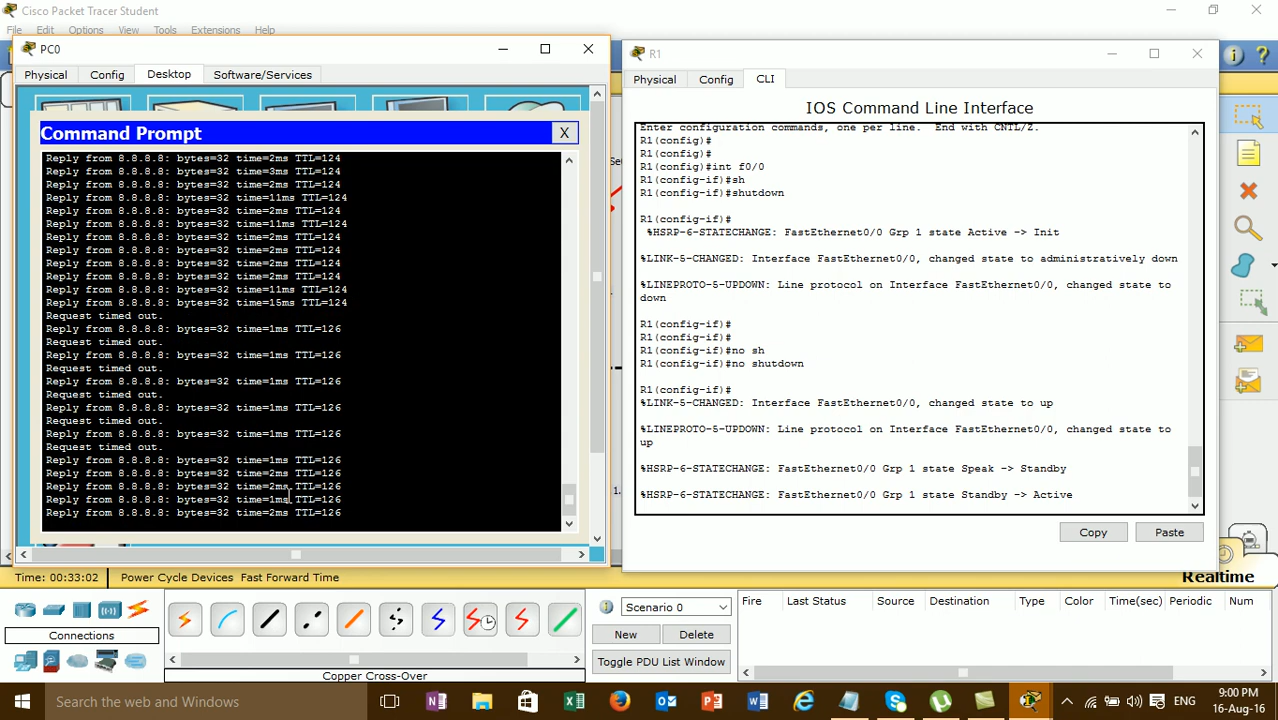 Cisco Packet Tracer Student
File Edit Options View Tools Extensions Help
PC0
Physical Config Desktop Software/Services
Command Prompt
X
Reply from 8.8.8.8: bytes=32 time=2ms TTL=124
Reply from 8.8.8.8: bytes=32 time=3ms TTL=124
Reply from 8.8.8.8: bytes=32 time=2ms TTL=124
Reply from 8.8.8.8: bytes=32 time=11ms TTL=124
Reply from 8.8.8.8: bytes=32 time=2ms TTL=124
Reply from 8.8.8.8: bytes=32 time=11ms TTL=124
Reply from 8.8.8.8: bytes=32 time=2ms TTL=124
Reply from 8.8.8.8: bytes=32 time=2ms TTL=124
Reply from 8.8.8.8: bytes=32 time=2ms TTL=124
Reply from 8.8.8.8: bytes=32 time=2ms TTL=124
Reply from 8.8.8.8: bytes=32 time=11ms TTL=124
Reply from 8.8.8.8: bytes=32 time=15ms TTL=124
Request timed out.
Reply from 8.8.8.8: bytes=32 time=1ms TTL=126
Request timed out.
Reply from 8.8.8.8: bytes=32 time=1ms TTL=126
Request timed out.
Reply from 8.8.8.8: bytes=32 time=1ms TTL=126
Request timed out.
Reply from 8.8.8.8: bytes=32 time=1ms TTL=126
Request timed out.
Reply from 8.8.8.8: bytes=32 time=1ms TTL=126
Request timed out.
Reply from 8.8.8.8: bytes=32 time=1ms TTL=126
Reply from 8.8.8.8: bytes=32 time=2ms TTL=126
Reply from 8.8.8.8: bytes=32 time=2ms TTL=126
Reply from 8.8.8.8: bytes=32 time=1ms TTL=126
Reply from 8.8.8.8: bytes=32 time=2ms TTL=126
R1
Physical Config CLI
IOS Command Line Interface
Enter configuration commands, one per line. End with CNTL/Z.
R1(config)#
R1(config)#
R1(config)#int f0/0
R1(config-if)#sh
R1(config-if)#shutdown
R1(config-if)#
%HSRP-6-STATECHANGE: FastEthernet0/0 Grp 1 state Active -> Init
%LINK-5-CHANGED: Interface FastEthernet0/0, changed state to administratively down
%LINEPROTO-5-UPDOWN: Line protocol on Interface FastEthernet0/0, changed state to
down
R1(config-if)#
R1(config-if)#
R1(config-if)#no sh
R1(config-if)#no shutdown
R1(config-if)#
%LINK-5-CHANGED: Interface FastEthernet0/0, changed state to up
%LINEPROTO-5-UPDOWN: Line protocol on Interface FastEthernet0/0, changed state to
up
%HSRP-6-STATECHANGE: FastEthernet0/0 Grp 1 state Speak -> Standby
%HSRP-6-STATECHANGE: FastEthernet0/0 Grp 1 state Standby -> Active
Copy Paste
Time: 00:33:02 Power Cycle Devices Fast Forward Time
Realtime
Connections
Copper Cross-Over
Scenario 0
New Delete
Toggle PDU List Window
Fire Last Status Source Destination Type Color Time(sec) Periodic Num
Search the web and Windows
ENG
9:00 PM
16-Aug-16